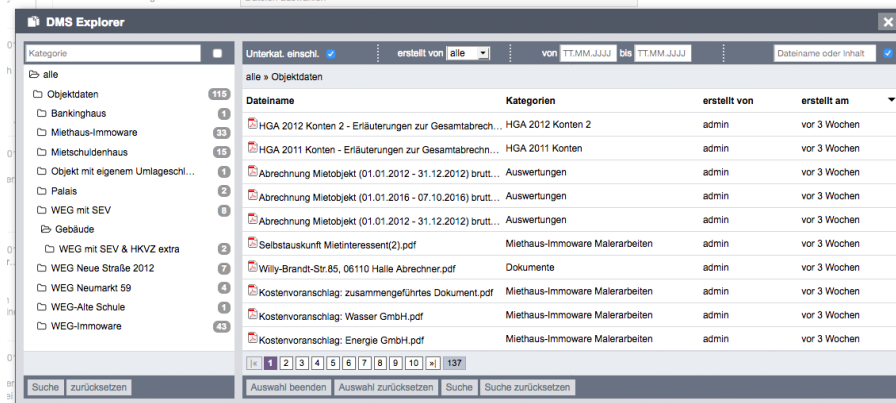 DMS Explorer
Kategorie
alle
Objektdaten 115
Bankinghaus 1
Miethaus-Immoware 33
Mietschuldenhaus 15
Objekt mit eigenem Umlageschl... 1
Palais 2
WEG mit SEV 8
Gebäude
WEG mit SEV & HKVZ extra 2
WEG Neue Straße 2012 7
WEG Neumarkt 59 4
WEG-Alte Schule 1
WEG-Immoware 43
Suche zurücksetzen
Unterkat. einschl. erstellt von alle von TT.MM.JJJJ bis TT.MM.JJJJ Dateiname oder Inhalt
alle » Objektdaten
Dateiname Kategorien erstellt von erstellt am
HGA 2012 Konten 2 - Erläuterungen zur Gesamtabrech... HGA 2012 Konten 2 admin vor 3 Wochen
HGA 2011 Konten - Erläuterungen zur Gesamtabrechn... HGA 2011 Konten admin vor 3 Wochen
Abrechnung Mietobjekt (01.01.2012 - 31.12.2012) brutt... Auswertungen admin vor 3 Wochen
Abrechnung Mietobjekt (01.01.2016 - 07.10.2016) brutt... Auswertungen admin vor 3 Wochen
Abrechnung Mietobjekt (01.01.2012 - 31.12.2012) brutt... Auswertungen admin vor 3 Wochen
Selbstauskunft Mietinteressent(2).pdf Miethaus-Immoware Malerarbeiten admin vor 3 Wochen
Willy-Brandt-Str.85, 06110 Halle Abrechner.pdf Dokumente admin vor 3 Wochen
Kostenvoranschlag: zusammengeführtes Dokument.pdf Miethaus-Immoware Malerarbeiten admin vor 3 Wochen
Kostenvoranschlag: Wasser GmbH.pdf Miethaus-Immoware Malerarbeiten admin vor 3 Wochen
Kostenvoranschlag: Energie GmbH.pdf Miethaus-Immoware Malerarbeiten admin vor 3 Wochen
|« 1 2 3 4 5 6 7 8 9 10 »| 137
Auswahl beenden Auswahl zurücksetzen Suche Suche zurücksetzen